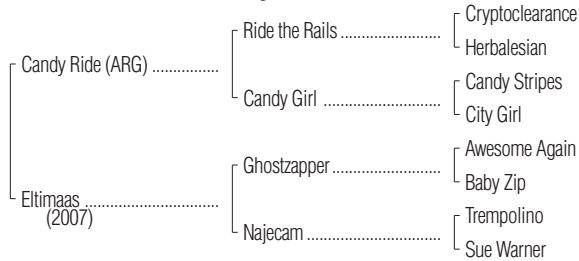 Cryptoclearance
Ride the Rails ..................
Herbalesian
Candy Ride (ARG) ................
Candy Stripes
Candy Girl .......................
City Girl
Awesome Again
Ghostzapper .....................
Baby Zip
Eltimaas ..........................
(2007)
Trempolino
Najecam ..........................
Sue Warner